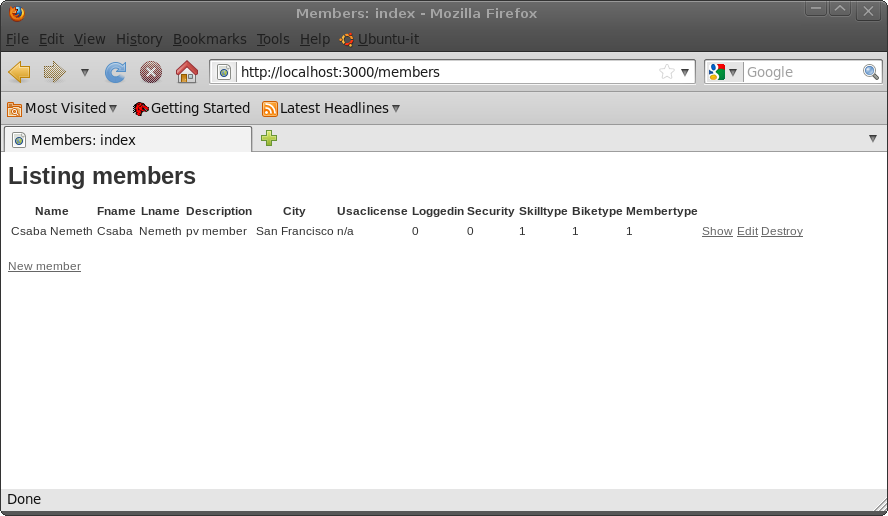 Members: index - Mozilla Firefox
File Edit View History Bookmarks Tools Help Ubuntu-it
http://localhost:3000/members Google
Most Visited Getting Started Latest Headlines
Members: index
Listing members
Name Fname Lname Description City Usaclicense Loggedin Security Skilltype Biketype Membertype
Csaba Nemeth Csaba Nemeth pv member San Francisco n/a 0 0 1 1 1 Show Edit Destroy
New member
Done